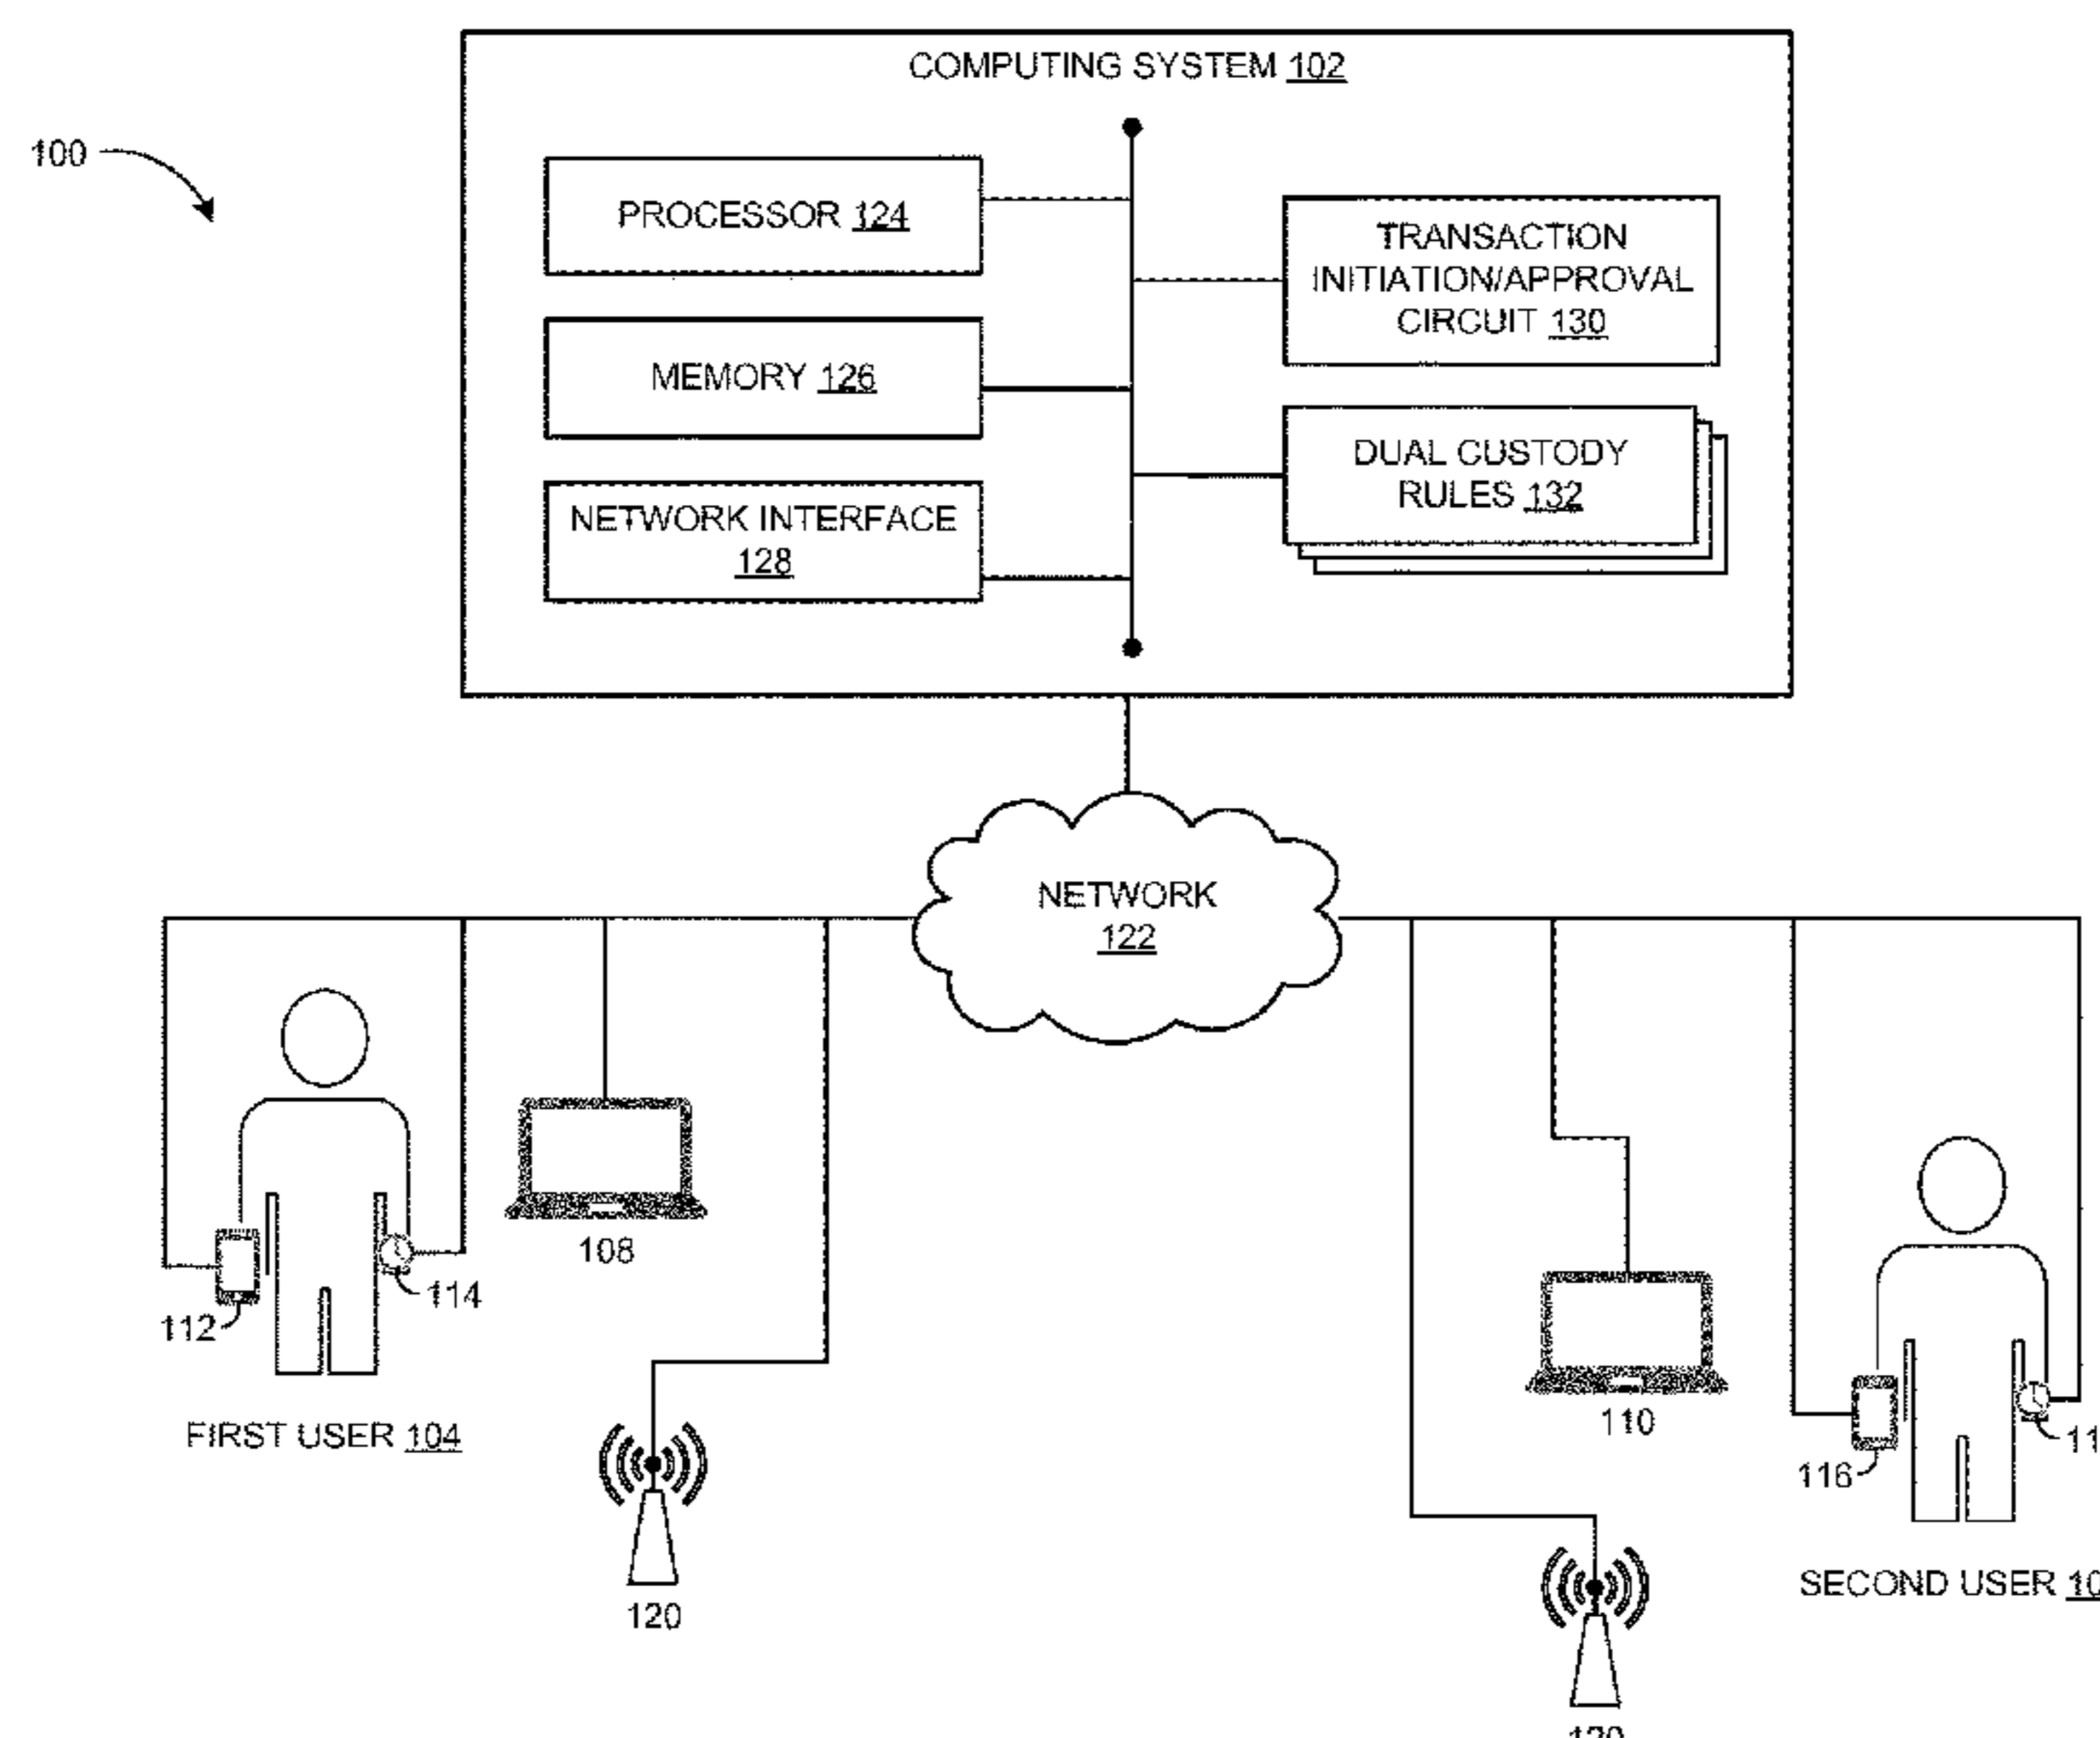 COMPUTING SYSTEM 102
100
PROCESSOR 124
TRANSACTION
INITIATION/APPROVAL
CIRCUIT 130
MEMORY 126
DUAL CUSTODY
RULES 132
NETWORK INTERFACE
128
NETWORK
122
108
114
112
FIRST USER 104
120
110
116
SECOND USER